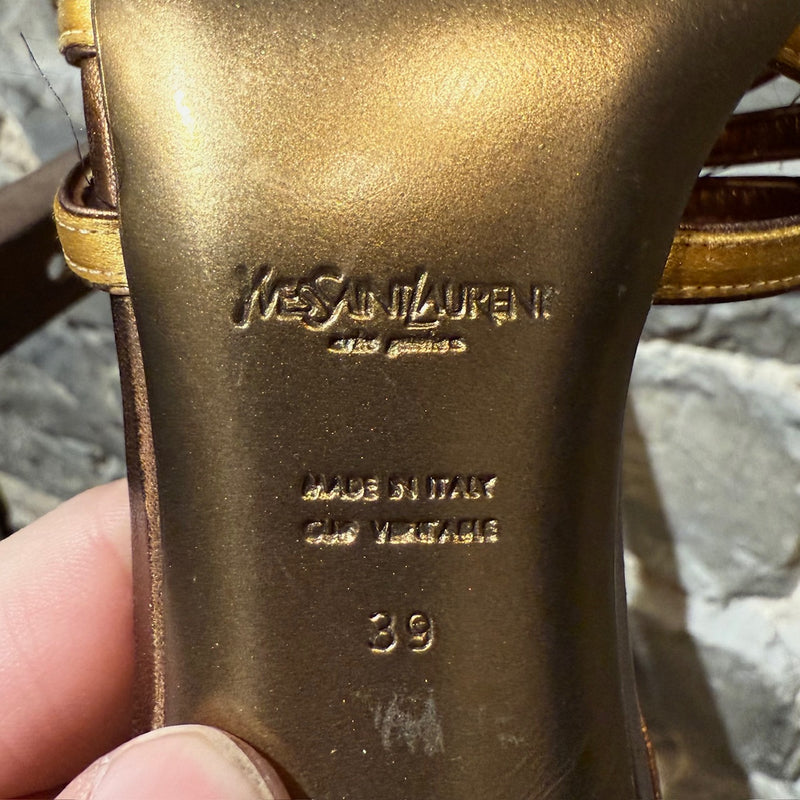 YVESSAINTLAURENT
rive gauche
MADE IN ITALY
CUIR VERITABLE
39